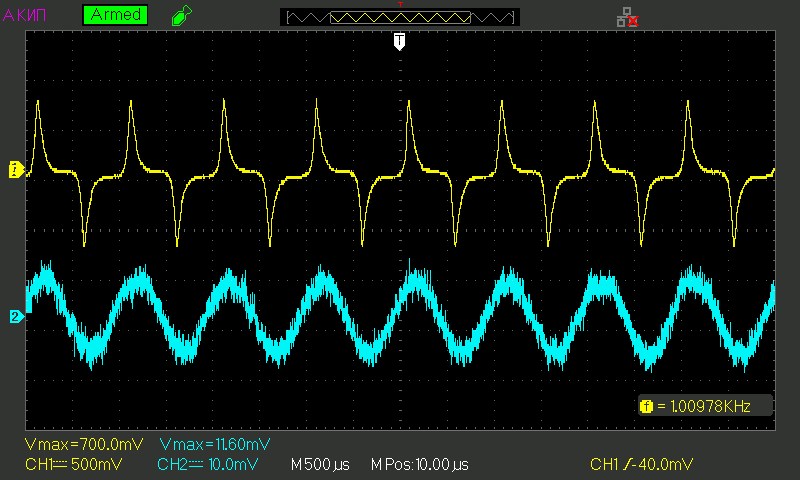 АКИП Armed
T
1
2
f = 1.00978KHz
Vmax=700.0mV Vmax=11.60mV
CH1 500mV CH2 10.0mV M 500µs M Pos:10.00µs CH1 -40.0mV